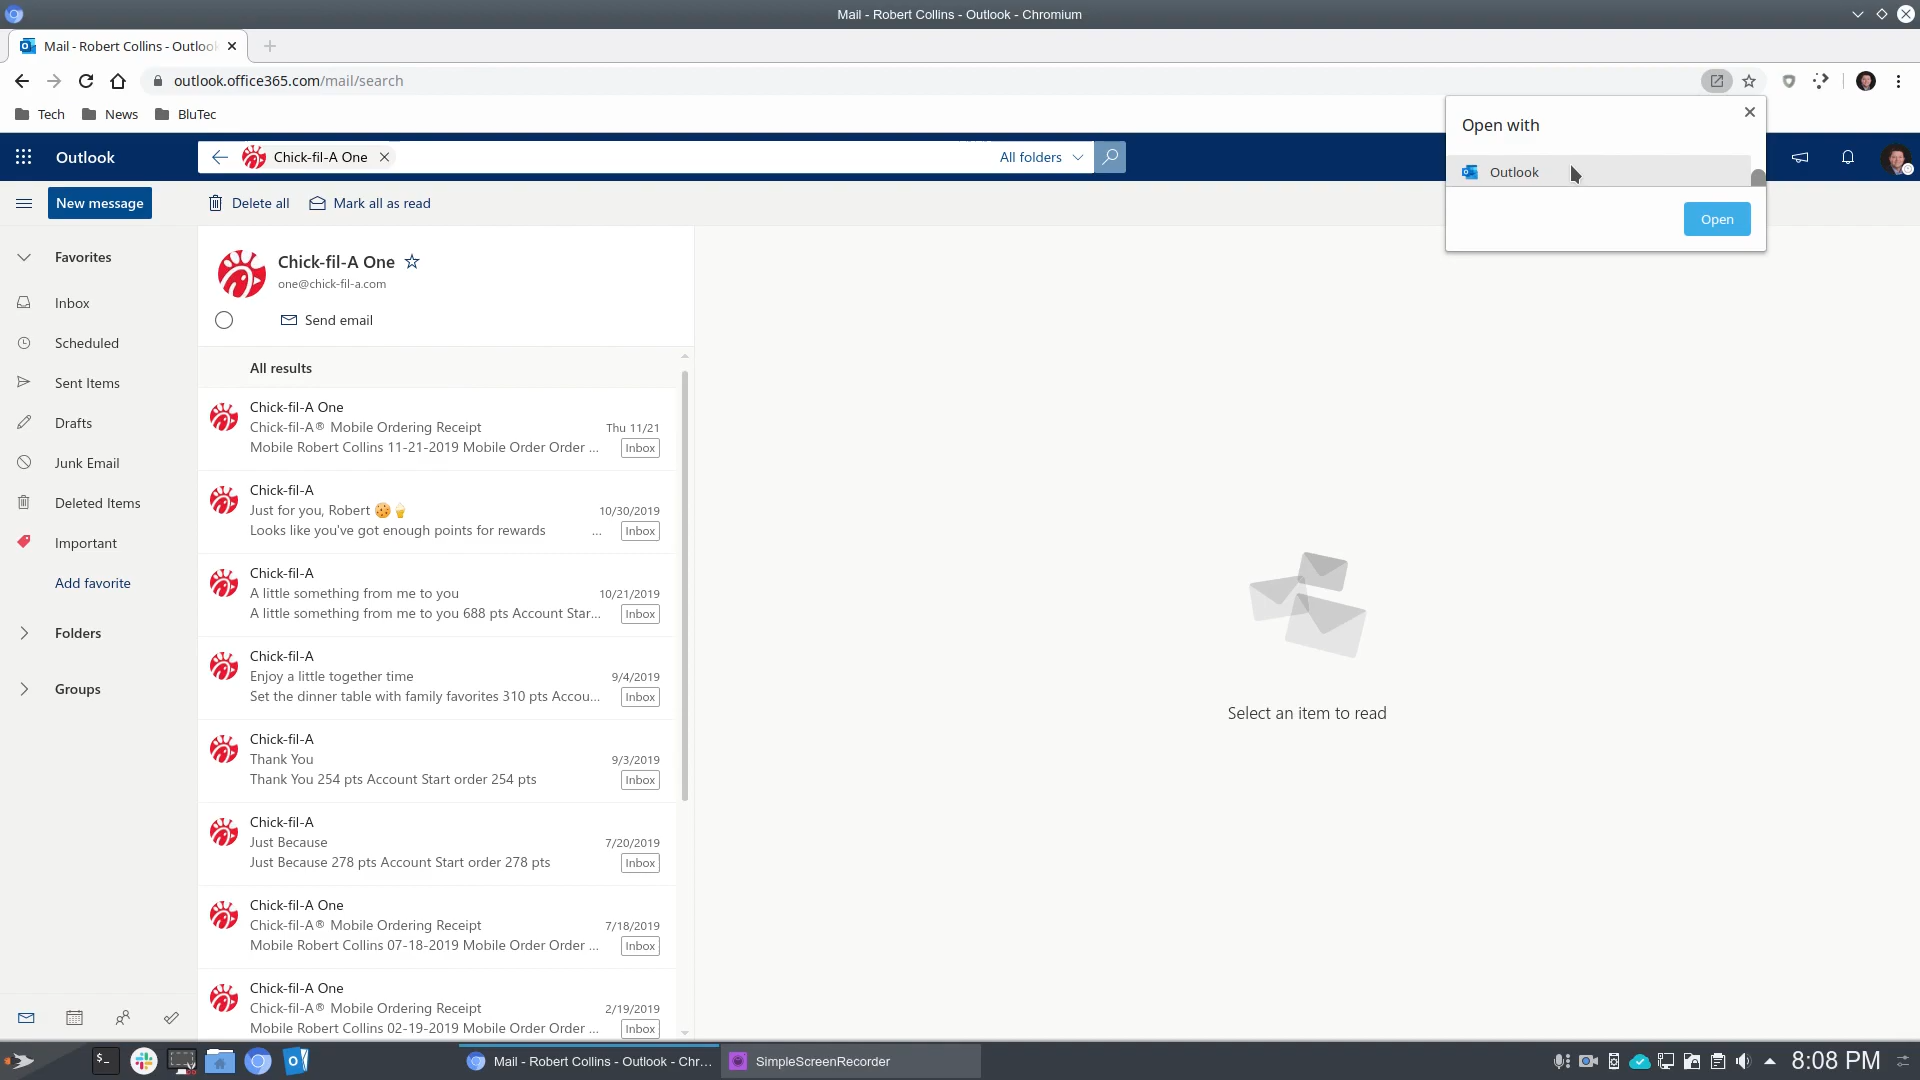 Mail - Robert Collins - Outlook - Chromium
Mail - Robert Collins - Outlook
outlook.office365.com/mail/search
Tech
News
BluTec
Open with
Outlook
Open
Outlook
Chick-fil-A One
All folders
New message
Delete all
Mark all as read
Favorites
Inbox
Scheduled
Sent Items
Drafts
Junk Email
Deleted Items
Important
Add favorite
Folders
Groups
Chick-fil-A One
one@chick-fil-a.com
Send email
All results
Chick-fil-A One
Chick-fil-A® Mobile Ordering Receipt Thu 11/21
Mobile Robert Collins 11-21-2019 Mobile Order Order ... Inbox
Chick-fil-A
Just for you, Robert 🍪🍦 10/30/2019
Looks like you've got enough points for rewards ... Inbox
Chick-fil-A
A little something from me to you 10/21/2019
A little something from me to you 688 pts Account Star... Inbox
Chick-fil-A
Enjoy a little together time 9/4/2019
Set the dinner table with family favorites 310 pts Accou... Inbox
Chick-fil-A
Thank You 9/3/2019
Thank You 254 pts Account Start order 254 pts Inbox
Chick-fil-A
Just Because 7/20/2019
Just Because 278 pts Account Start order 278 pts Inbox
Chick-fil-A One
Chick-fil-A® Mobile Ordering Receipt 7/18/2019
Mobile Robert Collins 07-18-2019 Mobile Order Order ... Inbox
Chick-fil-A One
Chick-fil-A® Mobile Ordering Receipt 2/19/2019
Mobile Robert Collins 02-19-2019 Mobile Order Order ... Inbox
Select an item to read
Mail - Robert Collins - Outlook - Chr...
SimpleScreenRecorder
8:08 PM